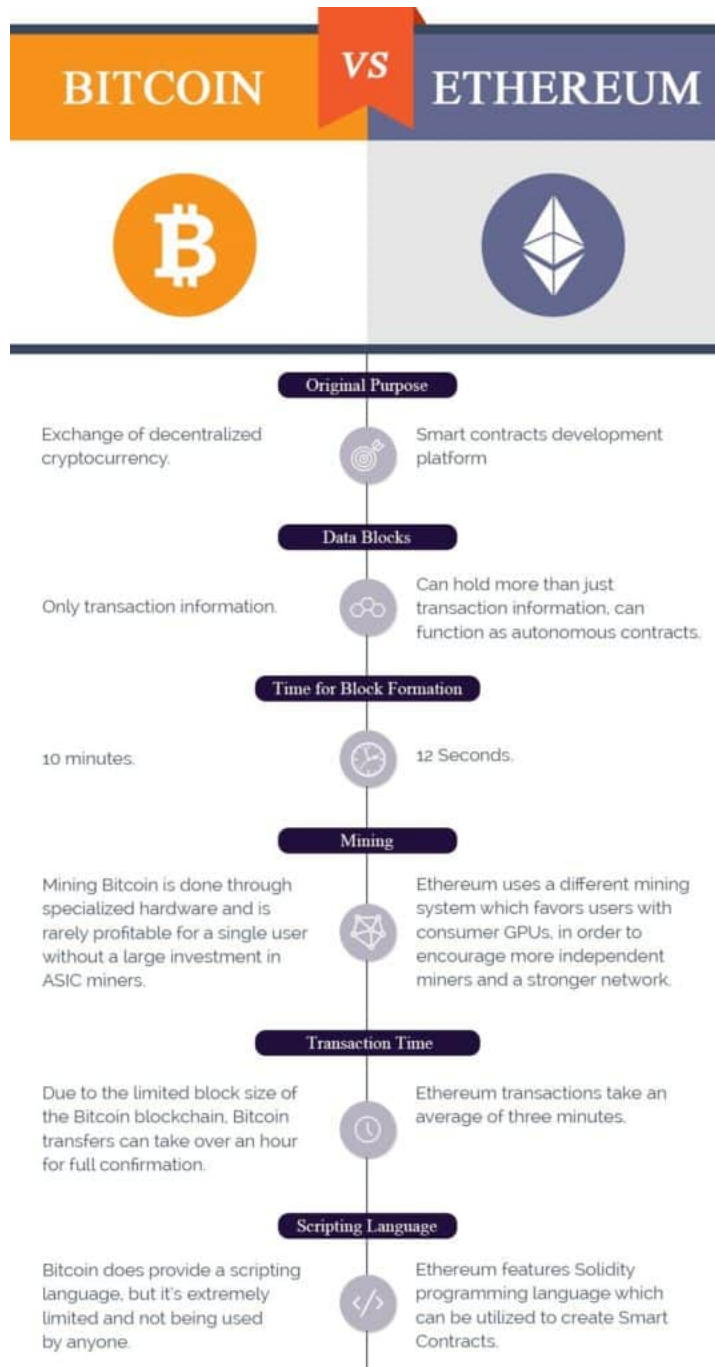 BITCOIN
VS
ETHEREUM
Original Purpose
Exchange of decentralized
cryptocurrency.
Smart contracts development
platform
Data Blocks
Only transaction information.
Can hold more than just
transaction information, can
function as autonomous contracts.
Time for Block Formation
10 minutes.
12 Seconds.
Mining
Mining Bitcoin is done through
specialized hardware and is
rarely profitable for a single user
without a large investment in
ASIC miners.
Ethereum uses a different mining
system which favors users with
consumer GPUs, in order to
encourage more independent
miners and a stronger network.
Transaction Time
Due to the limited block size of
the Bitcoin blockchain, Bitcoin
transfers can take over an hour
for full confirmation.
Ethereum transactions take an
average of three minutes.
Scripting Language
Bitcoin does provide a scripting
language, but it's extremely
limited and not being used
by anyone.
Ethereum features Solidity
programming language which
can be utilized to create Smart
Contracts.